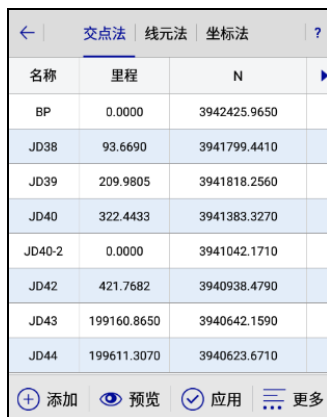 交点法 线元法 坐标法 ?
名称 里程 N
BP 0.0000 3942425.9650
JD38 93.6690 3941799.4410
JD39 209.9805 3941818.2560
JD40 322.4433 3941383.3270
JD40-2 0.0000 3941042.1710
JD42 421.7682 3940938.4790
JD43 199160.8650 3940642.1590
JD44 199611.3070 3940623.6710
添加 预览 应用 更多